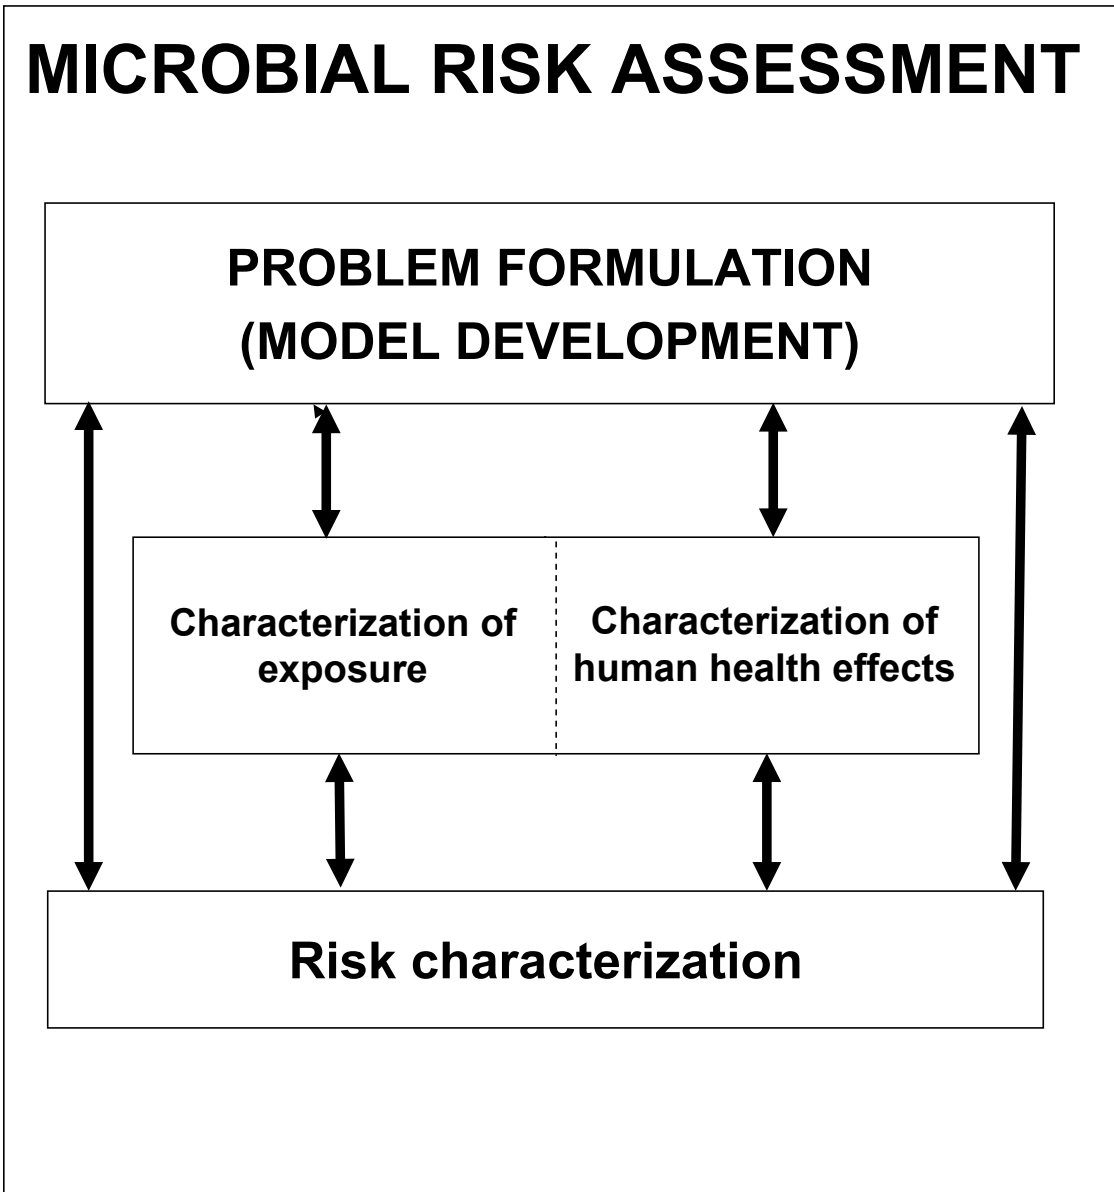 MICROBIAL RISK ASSESSMENT
PROBLEM FORMULATION
(MODEL DEVELOPMENT)
Characterization of
exposure
Characterization of
human health effects
Risk characterization